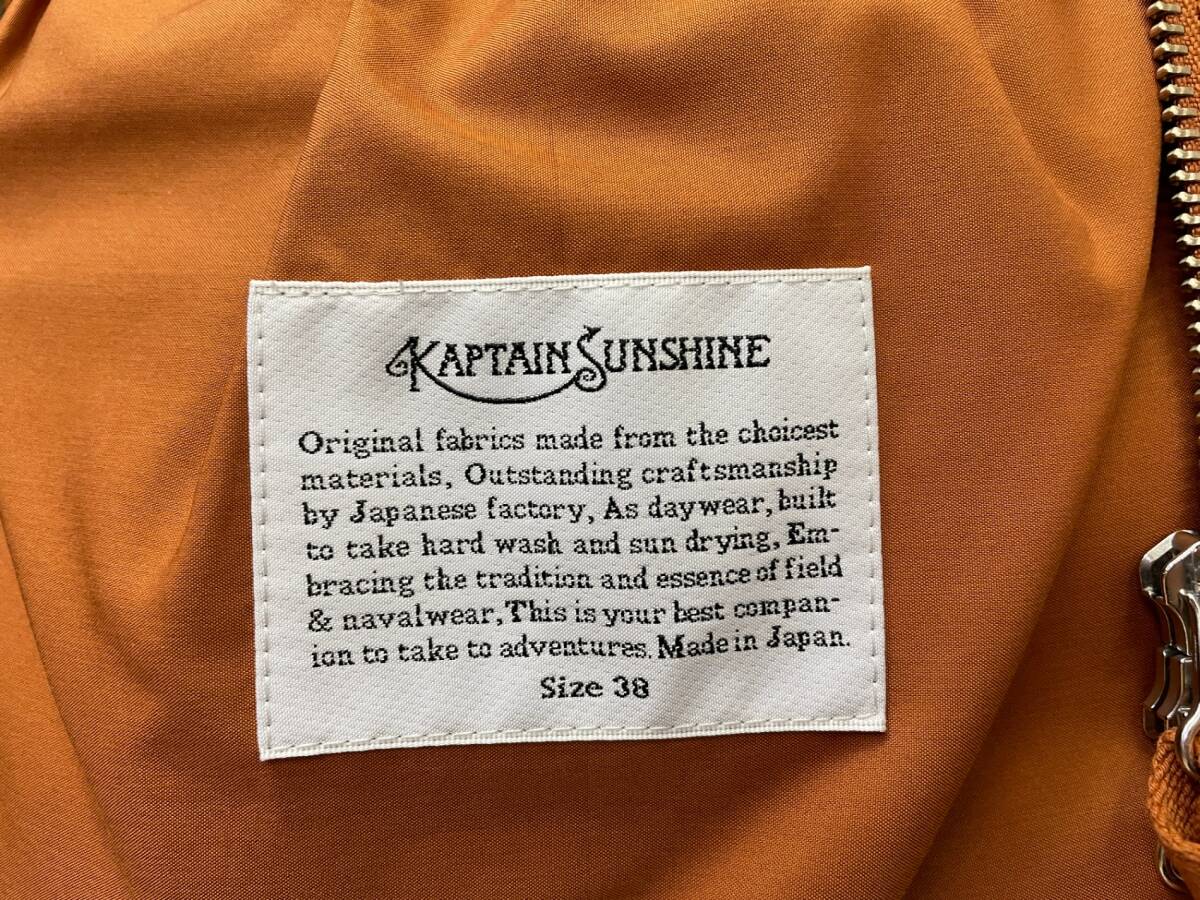 KAPTAIN SUNSHINE
Original fabrics made from the choicest
materials, Outstanding craftsmanship
by Japanese factory, As daywear, built
to take hard wash and sun drying, Em-
bracing the tradition and essence of field
& navalwear, This is your best compan-
ion to take to adventures. Made in Japan.
Size 38